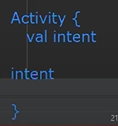 Activity {
val intent
intent
}
21